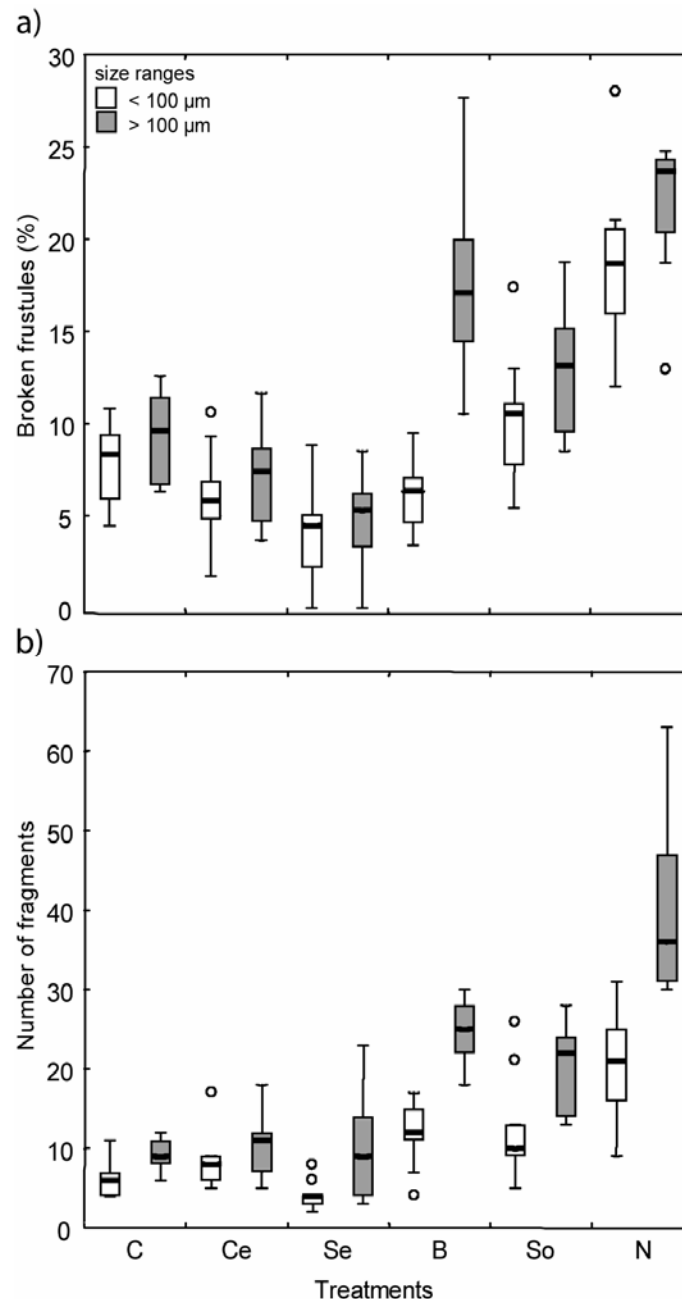 a)
30
25
20
15
10
5
0
Broken frustules (%)
size ranges
< 100 µm
> 100 µm
b)
70
60
50
40
30
20
10
0
Number of fragments
C Ce Se B So N
Treatments